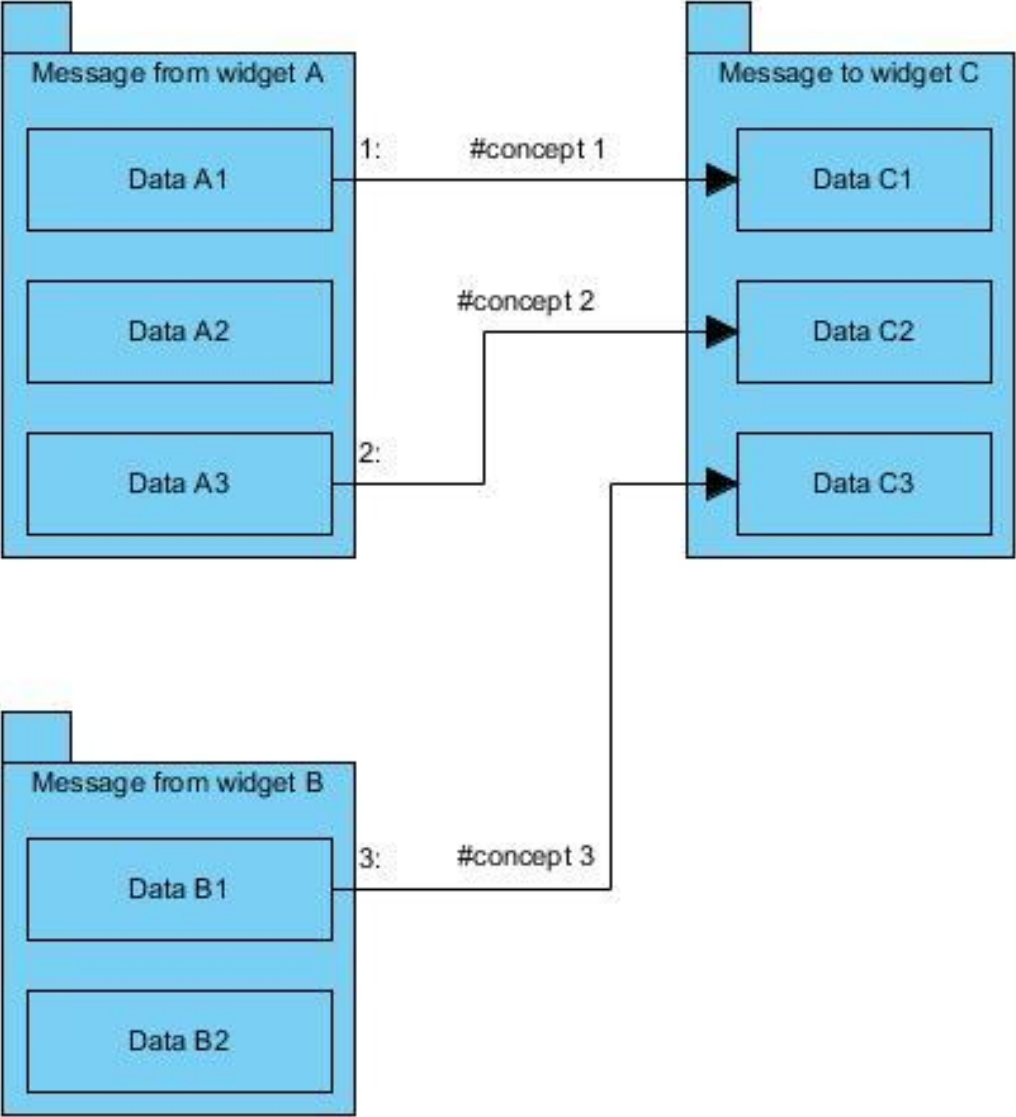 Message from widget A
Message to widget C
1:
#concept 1
Data A1
Data C1
#concept 2
Data A2
Data C2
2:
Data A3
Data C3
Message from widget B
3:
#concept 3
Data B1
Data B2